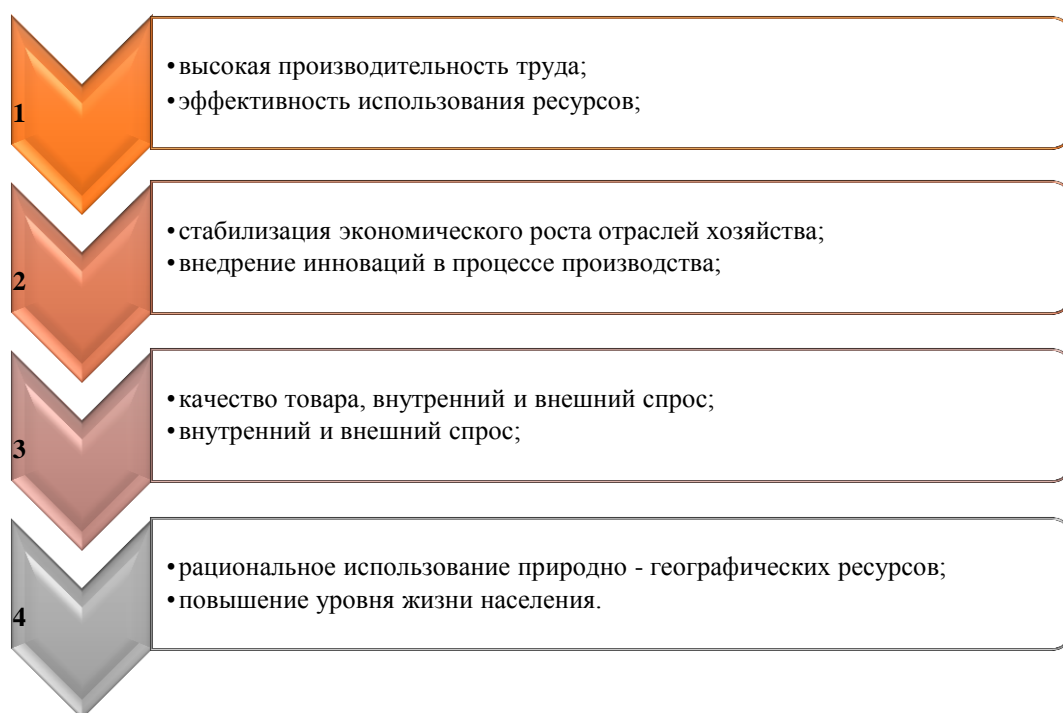 1
•высокая производительность труда;
•эффективность использования ресурсов;
2
•стабилизация экономического роста отраслей хозяйства;
•внедрение инноваций в процессе производства;
3
•качество товара, внутренний и внешний спрос;
•внутренний и внешний спрос;
4
•рациональное использование природно - географических ресурсов;
•повышение уровня жизни населения.